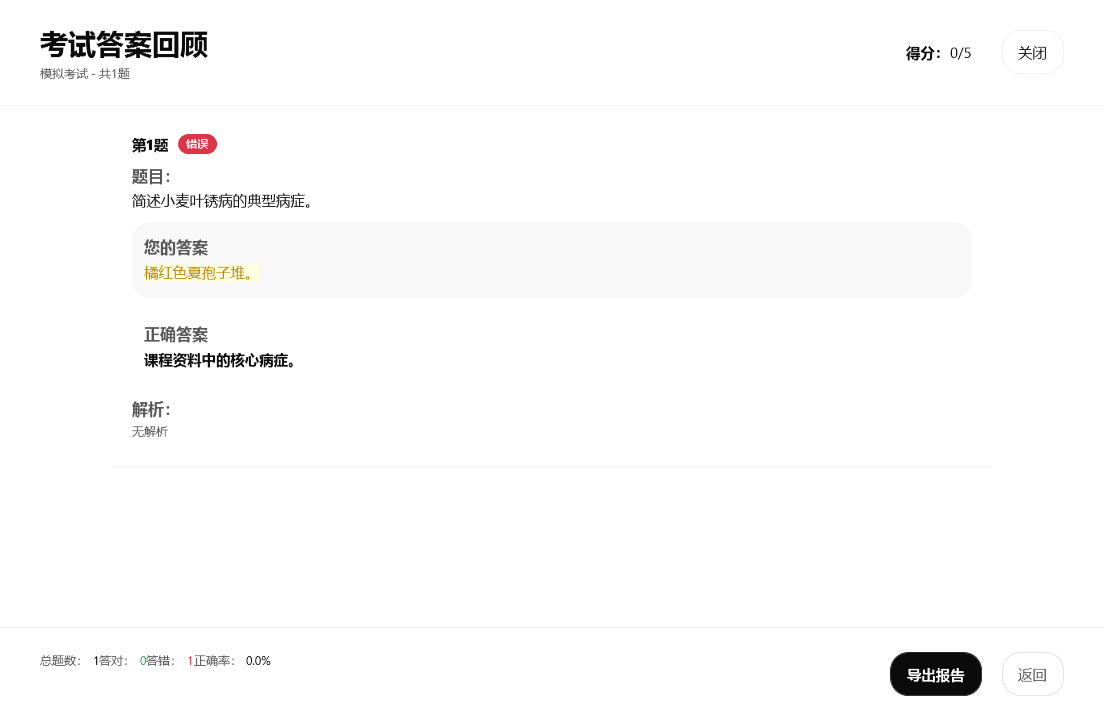 考试答案回顾
模拟考试 - 共1题
得分： 0/5
关闭
第1题 错误
题目：
简述小麦叶锈病的典型病症。
您的答案
橘红色夏孢子堆。
正确答案
课程资料中的核心病症。
解析：
无解析
总题数： 1答对： 0答错： 1正确率： 0.0%
导出报告
返回